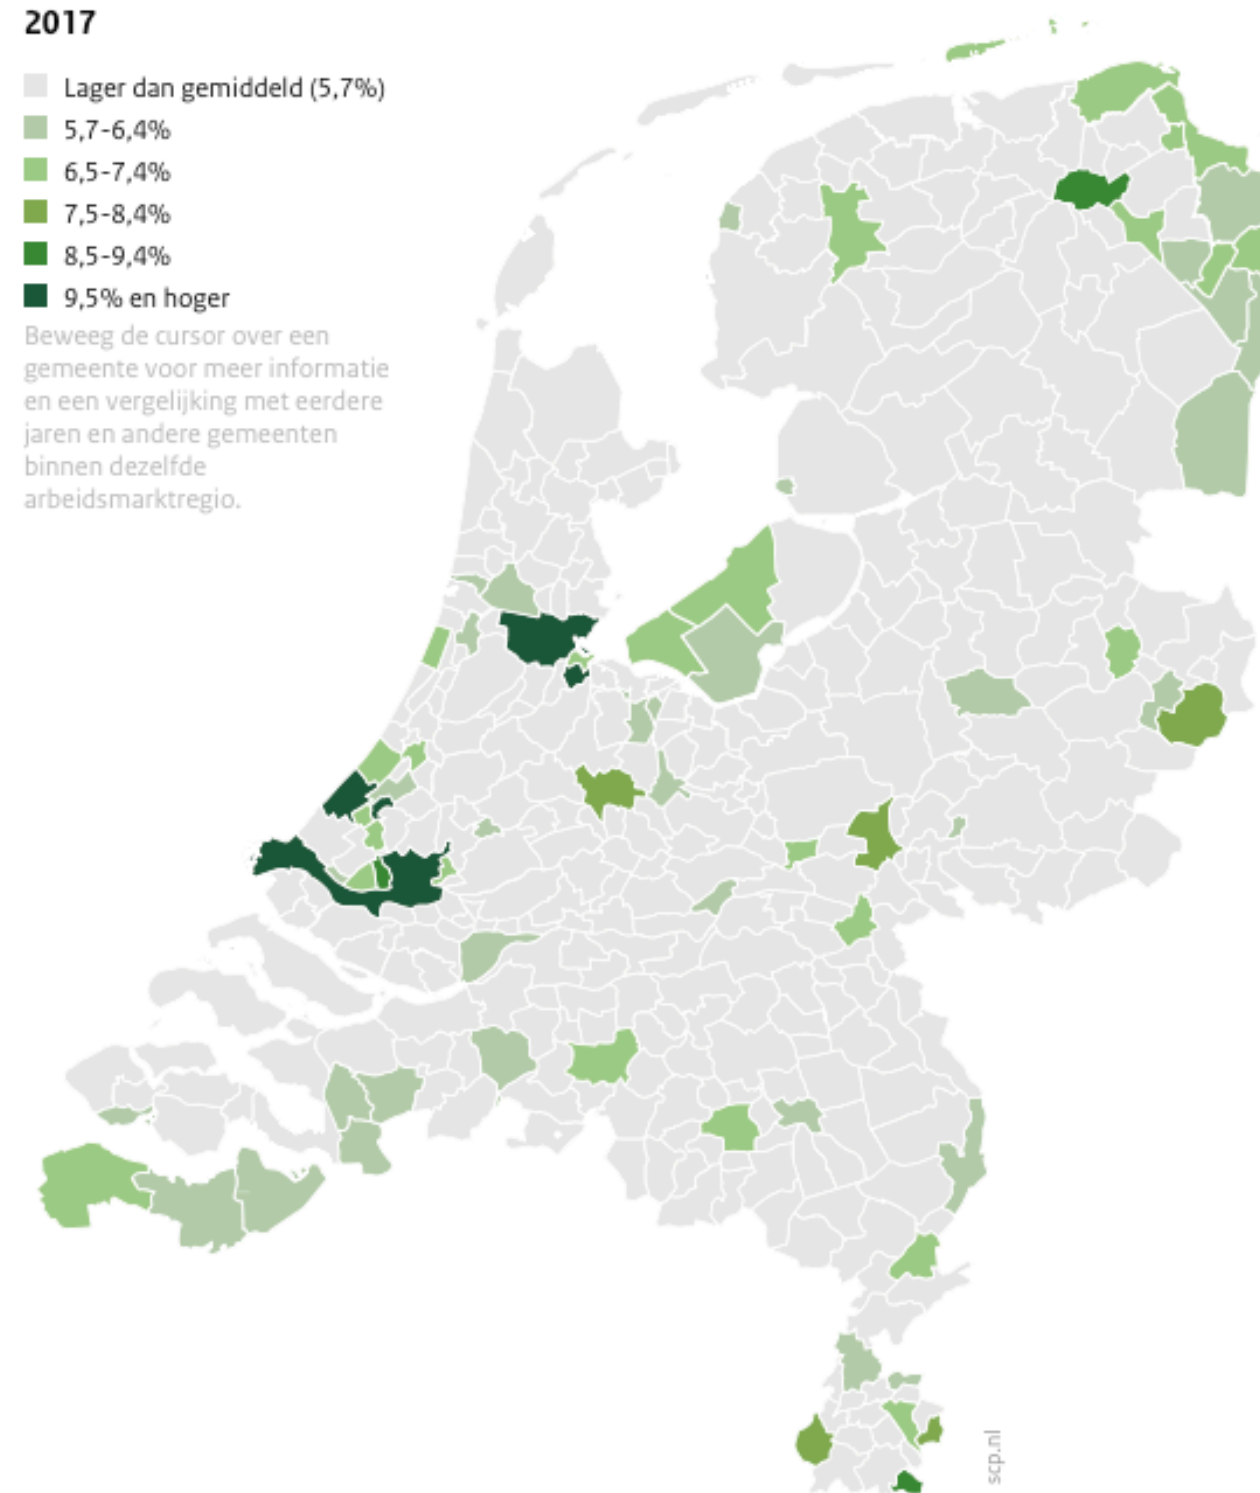 2017
Lager dan gemiddeld (5,7%)
5,7-6,4%
6,5-7,4%
7,5-8,4%
8,5-9,4%
9,5% en hoger
Beweeg de cursor over een
gemeente voor meer informatie
en een vergelijking met eerdere
jaren en andere gemeenten
binnen dezelfde
arbeidsmarktregio.
scp.nl